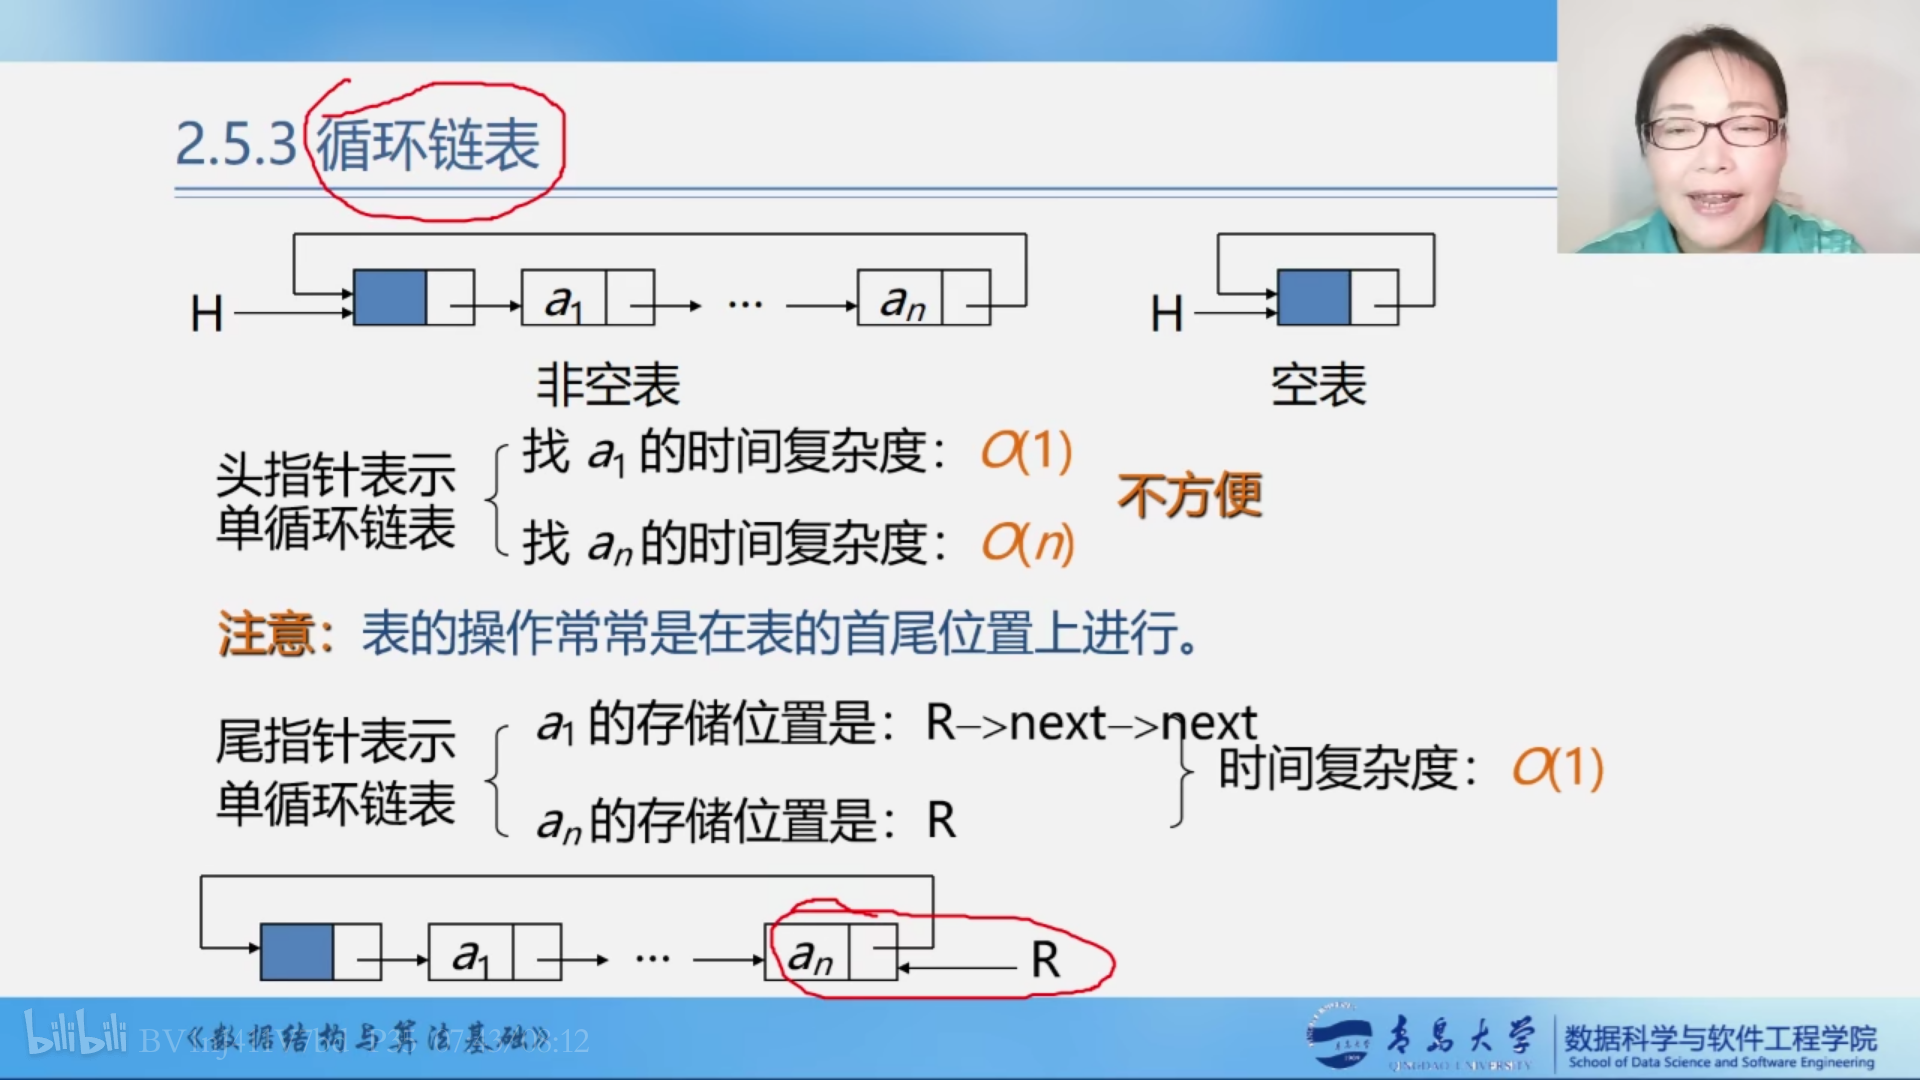 2.5.3 循环链表
H a1 … an
H
非空表
空表
头指针表示
单循环链表
找 a1 的时间复杂度： O(1)
找 an 的时间复杂度： O(n)
不方便
注意：表的操作常常是在表的首尾位置上进行。
尾指针表示
单循环链表
a1 的存储位置是：R–>next–>next
an 的存储位置是：R
时间复杂度： O(1)
a1 … an R
bilibili
《数据结构与算法基础》
青岛大学
QINGDAO UNIVERSITY
数据科学与软件工程学院
School of Data Science and Software Engineering